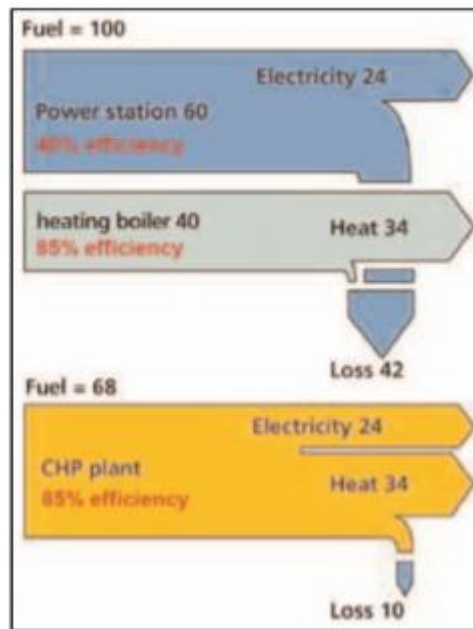 Fuel = 100
Electricity 24
Power station 60
40% efficiency
heating boiler 40
Heat 34
85% efficiency
Loss 42
Fuel = 68
Electricity 24
CHP plant
Heat 34
85% efficiency
Loss 10